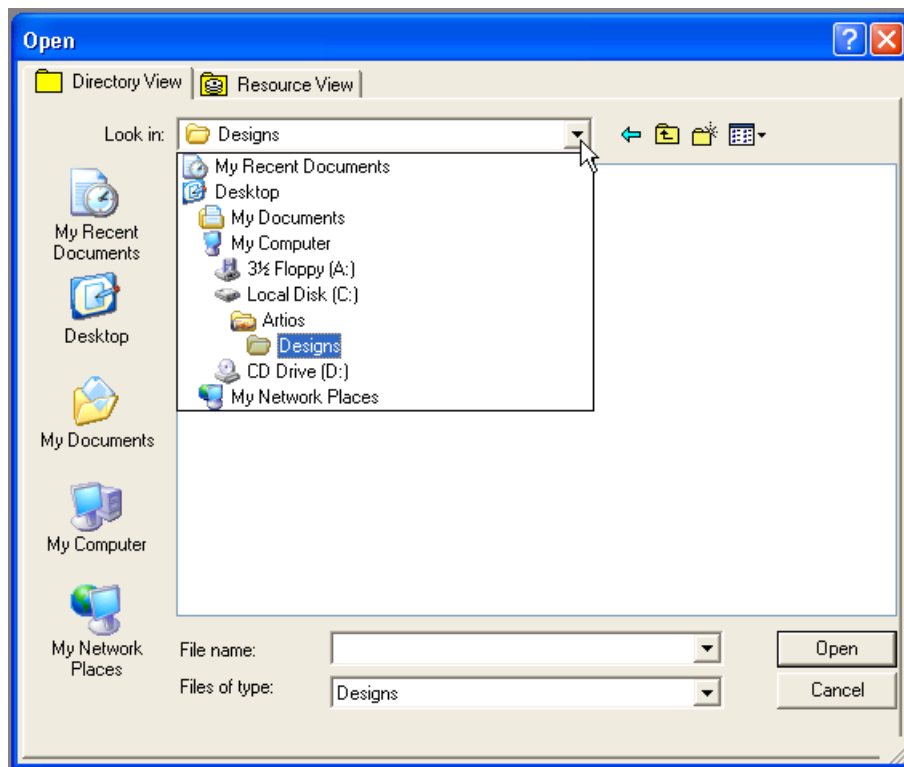 Open
Directory View
Resource View
Look in:
Designs
My Recent Documents
Desktop
My Documents
My Computer
3½ Floppy (A:)
Local Disk (C:)
Artios
Designs
CD Drive (D:)
My Network Places
My Recent
Documents
Desktop
My Documents
My Computer
My Network
Places
File name:
Open
Files of type:
Designs
Cancel